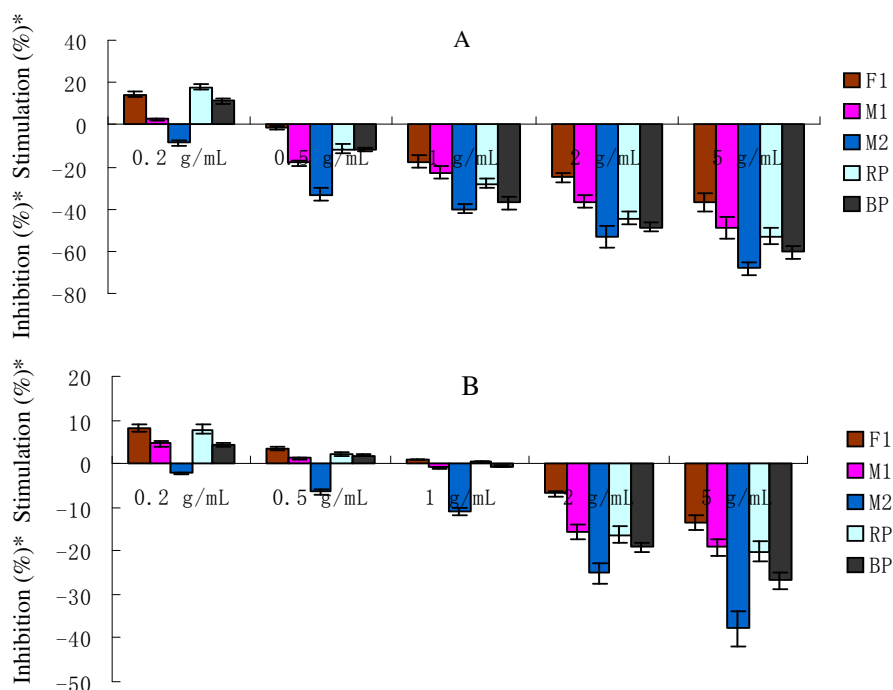 A
Stimulation (%)*
Inhibition (%)*
40
20
0
-20
-40
-60
-80
0.2 g/mL
0.5 g/mL
1 g/mL
2 g/mL
5 g/mL
F1
M1
M2
RP
BP
B
Stimulation (%)*
Inhibition (%)*
20
10
0
-10
-20
-30
-40
-50
0.2 g/mL
0.5 g/mL
1 g/mL
2 g/mL
5 g/mL
F1
M1
M2
RP
BP